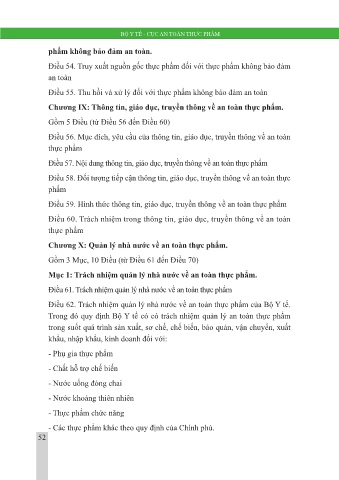 BỘ Y TẾ - CỤC AN TOÀN THỰC PHẨM
phẩm không bảo đảm an toàn.
Điều 54. Truy xuất nguồn gốc thực phẩm đối với thực phẩm không bảo đảm
an toàn
Điều 55. Thu hồi và xử lý đối với thực phẩm không bảo đảm an toàn
Chương IX: Thông tin, giáo dục, truyền thông về an toàn thực phẩm.
Gồm 5 Điều (từ Điều 56 đến Điều 60)
Điều 56. Mục đích, yêu cầu của thông tin, giáo dục, truyền thông về an toàn
thực phẩm
Điều 57. Nội dung thông tin, giáo dục, truyền thông về an toàn thực phẩm
Điều 58. Đối tượng tiếp cận thông tin, giáo dục, truyền thông về an toàn thực
phẩm
Điều 59. Hình thức thông tin, giáo dục, truyền thông về an toàn thực phẩm
Điều 60. Trách nhiệm trong thông tin, giáo dục, truyền thông về an toàn
thực phẩm
Chương X: Quản lý nhà nước về an toàn thực phẩm.
Gồm 3 Mục, 10 Điều (từ Điều 61 đến Điều 70)
Mục 1: Trách nhiệm quản lý nhà nước về an toàn thực phẩm.
Điều 61. Trách nhiệm quản lý nhà nước về an toàn thực phẩm
Điều 62. Trách nhiệm quản lý nhà nước về an toàn thực phẩm của Bộ Y tế.
Trong đó quy định Bộ Y tế có có trách nhiệm quản lý an toàn thực phẩm
trong suốt quá trình sản xuất, sơ chế, chế biến, bảo quản, vận chuyển, xuất
khẩu, nhập khẩu, kinh doanh đối với:
- Phụ gia thực phẩm
- Chất hỗ trợ chế biến
- Nước uống đóng chai
- Nước khoáng thiên nhiên
- Thực phẩm chức năng
- Các thực phẩm khác theo quy định của Chính phủ.
52